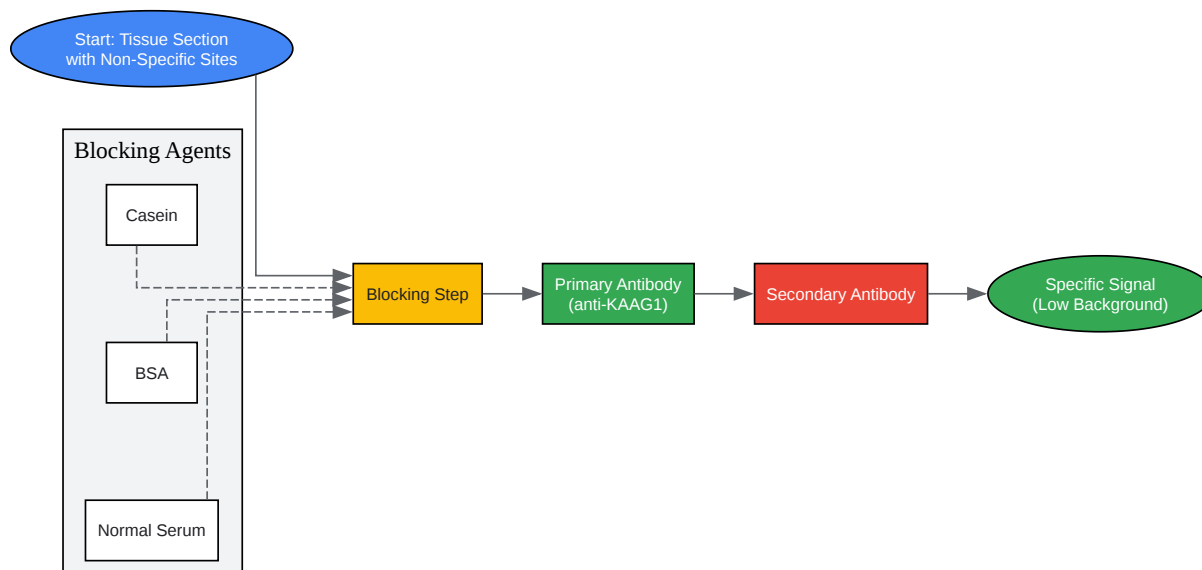 Start: Tissue Section
with Non-Specific Sites
Blocking Agents
Casein
BSA
Normal Serum
Blocking Step
Primary Antibody
(anti-KAAG1)
Secondary Antibody
Specific Signal
(Low Background)